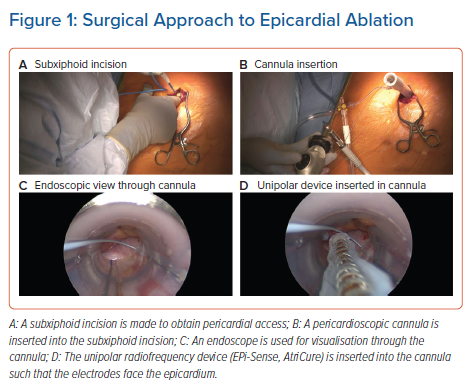 Figure 1: Surgical Approach to Epicardial Ablation
A Subxiphoid incision
B Cannula insertion
C Endoscopic view through cannula
D Unipolar device inserted in cannula
A: A subxiphoid incision is made to obtain pericardial access; B: A pericardioscopic cannula is
inserted into the subxiphoid incision; C: An endoscope is used for visualisation through the
cannula; D: The unipolar radiofrequency device (EPi-Sense, AtriCure) is inserted into the cannula
such that the electrodes face the epicardium.